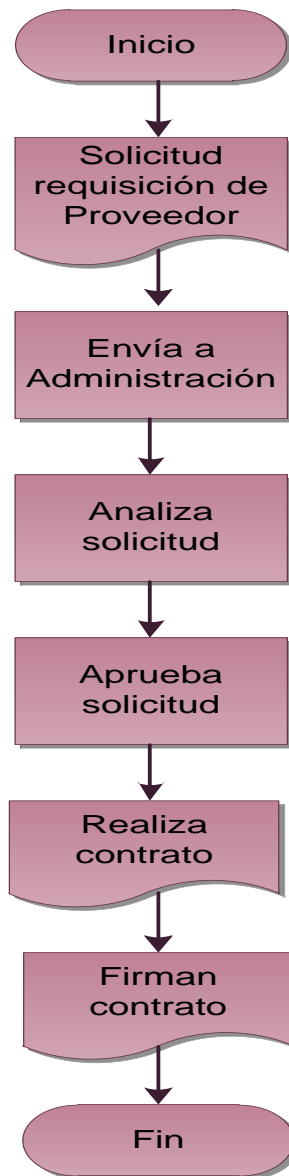 Inicio
Solicitud
requisición de
Proveedor
Envía a
Administración
Analiza
solicitud
Aprueba
solicitud
Realiza
contrato
Firman
contrato
Fin